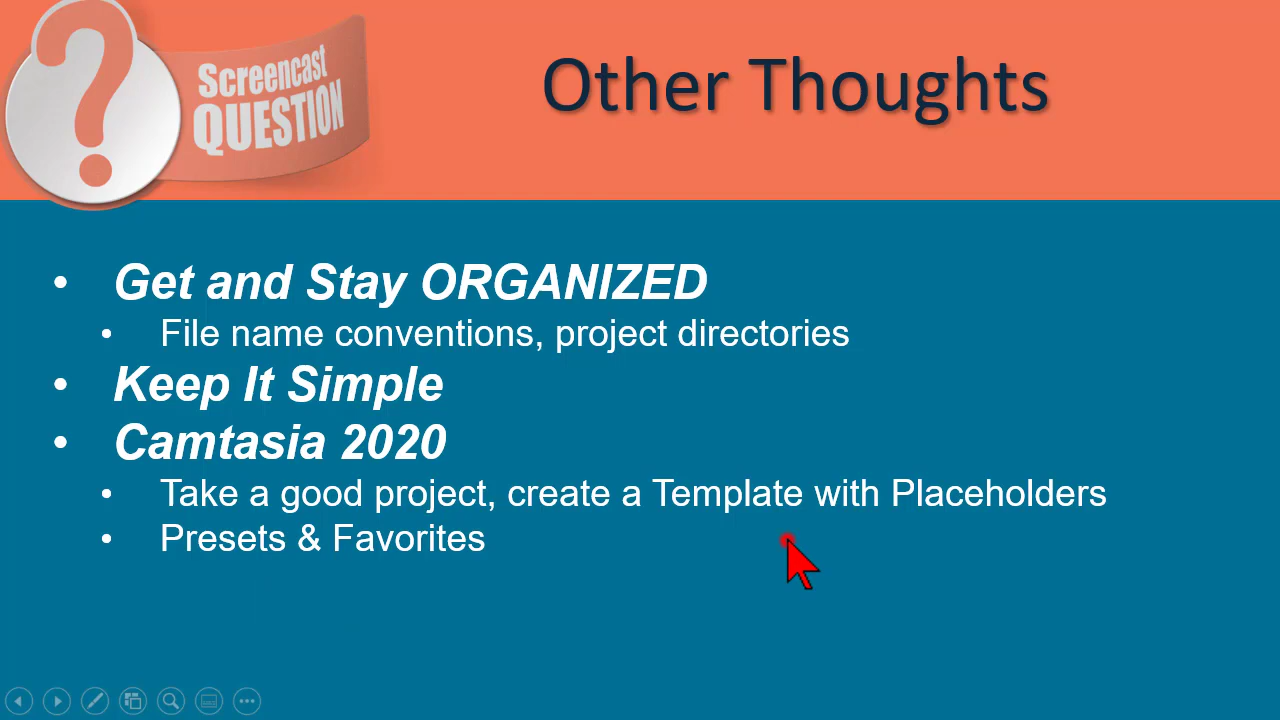 ?
Screencast
QUESTION
Other Thoughts
• Get and Stay ORGANIZED
• File name conventions, project directories
• Keep It Simple
• Camtasia 2020
• Take a good project, create a Template with Placeholders
• Presets & Favorites